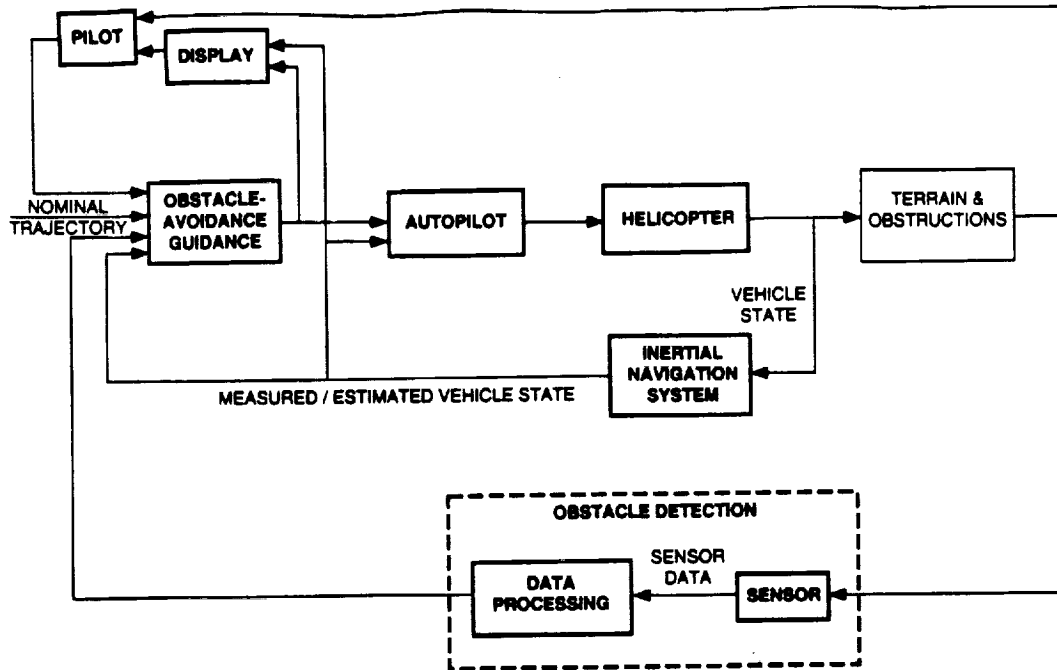 PILOT
DISPLAY
NOMINAL
TRAJECTORY
OBSTACLE-
AVOIDANCE
GUIDANCE
AUTOPILOT
HELICOPTER
TERRAIN &
OBSTRUCTIONS
VEHICLE
STATE
INERTIAL
NAVIGATION
SYSTEM
MEASURED / ESTIMATED VEHICLE STATE
OBSTACLE DETECTION
DATA
PROCESSING
SENSOR
DATA
SENSOR